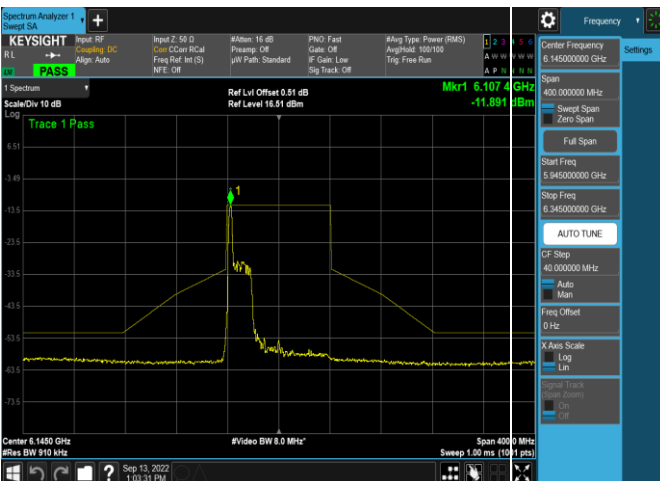 Spectrum Analyzer 1
Swept SA
+
Frequency
KEYSIGHT
Input: RF
Input Z: 50 Ω
#Atten: 16 dB
PNO: Fast
#Avg Type: Power (RMS)
1 2 3 4 5 6
RL
Coupling: DC
Corr CCorr RCal
Preamp: Off
Gate: Off
Avg|Hold: 100/100
Align: Auto
Freq Ref: Int (S)
µW Path: Standard
IF Gain: Low
Trig: Free Run
NFE: Off
Sig Track: Off
PASS
Center Frequency
6.145000000 GHz
Settings
Span
400.000000 MHz
Swept Span
Zero Span
Full Span
Start Freq
5.945000000 GHz
Stop Freq
6.345000000 GHz
AUTO TUNE
CF Step
40.000000 MHz
Auto
Man
Freq Offset
0 Hz
X Axis Scale
Log
Lin
Signal Track
(Span Zoom)
On
Off
1 Spectrum
Ref Lvl Offset 0.51 dB
Mkr1 6.107 4 GHz
Scale/Div 10 dB
Ref Level 16.51 dBm
-11.891 dBm
Log
Trace 1 Pass
6.51
-3.49
1
-13.5
-23.5
-33.5
-43.5
-53.5
-63.5
-73.5
Center 6.1450 GHz
#Video BW 8.0 MHz*
Span 400.0 MHz
#Res BW 910 kHz
Sweep 1.00 ms (1001 pts)
?
Sep 13, 2022
1:03:31 PM